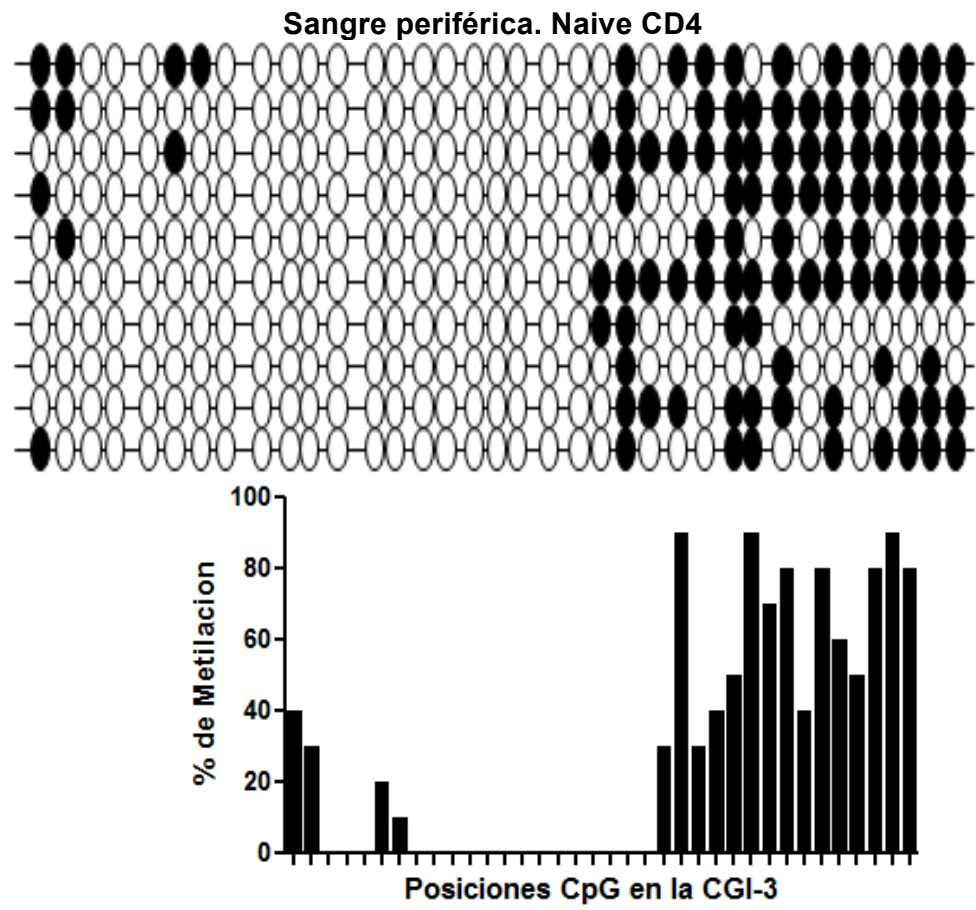 Sangre periférica. Naive CD4
100
80
60
40
20
0
% de Metilacion
Posiciones CpG en la CGI-3